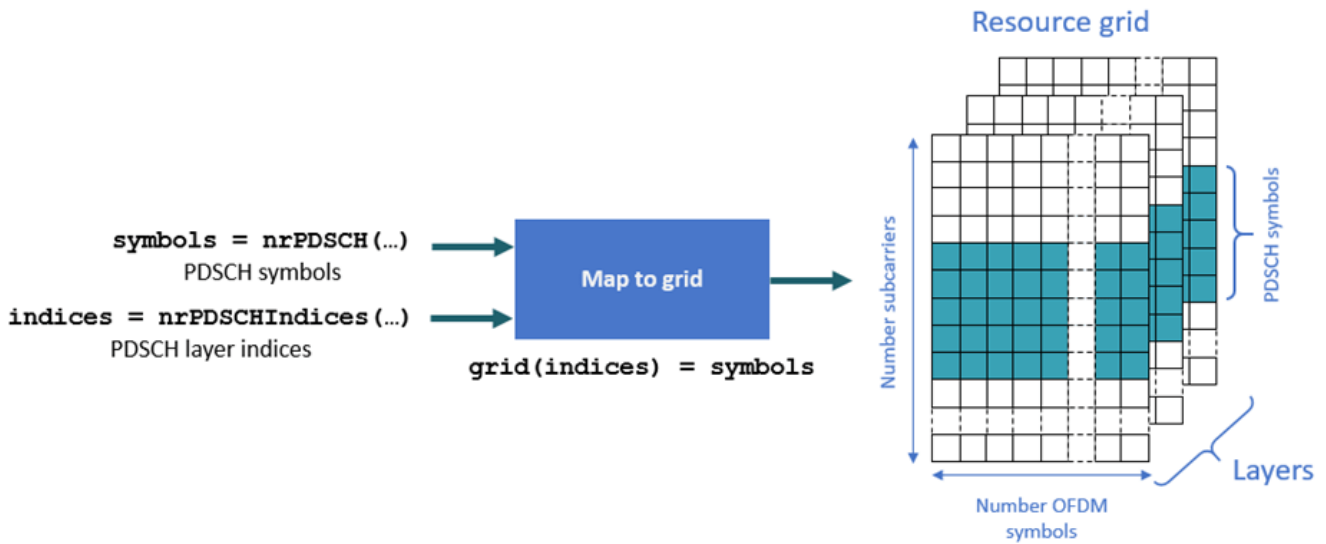 Resource grid
symbols = nrPDSCH(…)
PDSCH symbols
indices = nrPDSCHIndices(…)
PDSCH layer indices
Map to grid
grid(indices) = symbols
Number subcarriers
PDSCH symbols
Layers
Number OFDM
symbols